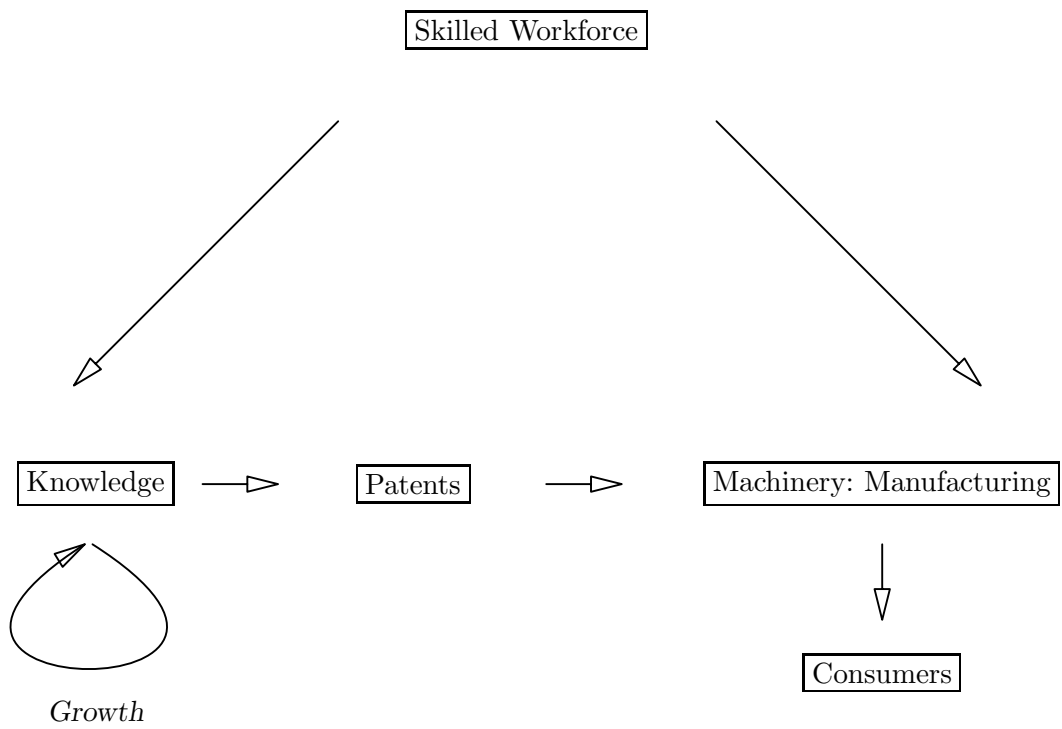 Skilled Workforce
Knowledge
Patents
Machinery: Manufacturing
Consumers
Growth